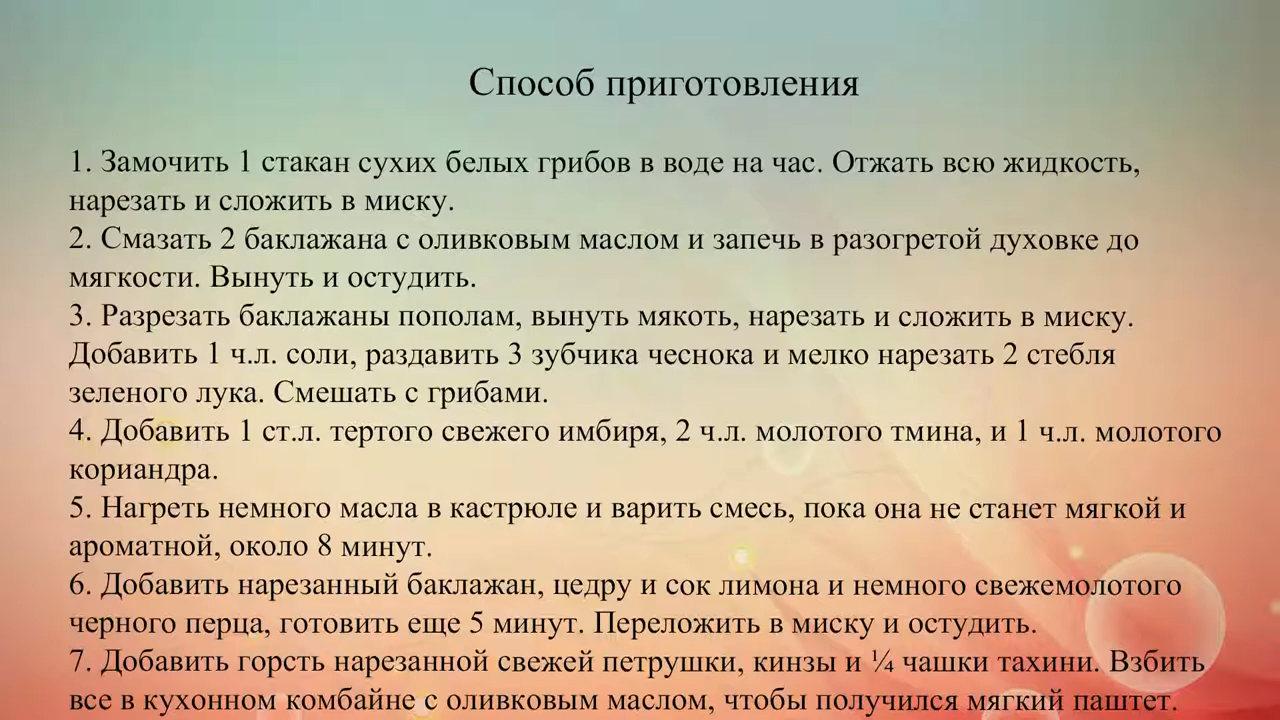 Способ приготовления
1. Замочить 1 стакан сухих белых грибов в воде на час. Отжать всю жидкость,
нарезать и сложить в миску.
2. Смазать 2 баклажана с оливковым маслом и запечь в разогретой духовке до
мягкости. Вынуть и остудить.
3. Разрезать баклажаны пополам, вынуть мякоть, нарезать и сложить в миску.
Добавить 1 ч.л. соли, раздавить 3 зубчика чеснока и мелко нарезать 2 стебля
зеленого лука. Смешать с грибами.
4. Добавить 1 ст.л. тертого свежего имбиря, 2 ч.л. молотого тмина, и 1 ч.л. молотого
кориандра.
5. Нагреть немного масла в кастрюле и варить смесь, пока она не станет мягкой и
ароматной, около 8 минут.
6. Добавить нарезанный баклажан, цедру и сок лимона и немного свежемолотого
черного перца, готовить еще 5 минут. Переложить в миску и остудить.
7. Добавить горсть нарезанной свежей петрушки, кинзы и ¼ чашки тахини. Взбить
все в кухонном комбайне с оливковым маслом, чтобы получился мягкий паштет.